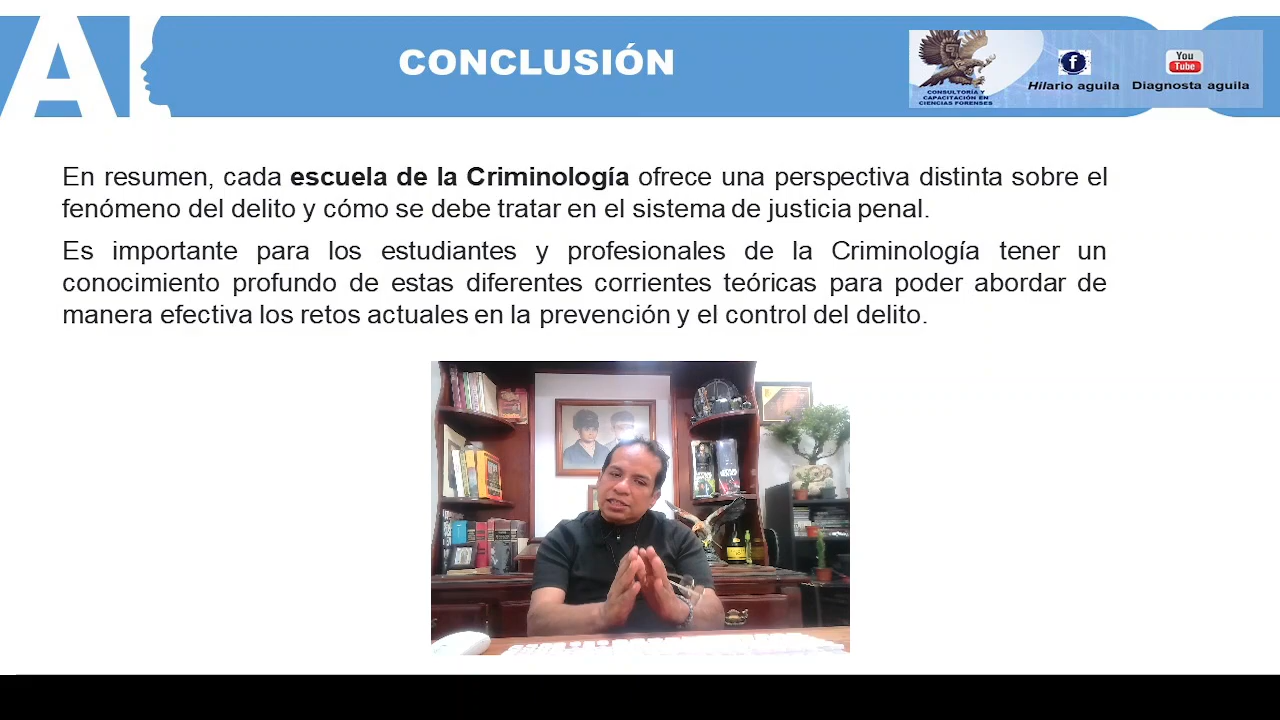 AI
CONCLUSIÓN
CONSULTORÍA Y
CAPACITACIÓN EN
CIENCIAS FORENSES
f
Hilario aguila
You
Tube
Diagnosta aguila
En resumen, cada escuela de la Criminología ofrece una perspectiva distinta sobre el
fenómeno del delito y cómo se debe tratar en el sistema de justicia penal.
Es importante para los estudiantes y profesionales de la Criminología tener un
conocimiento profundo de estas diferentes corrientes teóricas para poder abordar de
manera efectiva los retos actuales en la prevención y el control del delito.